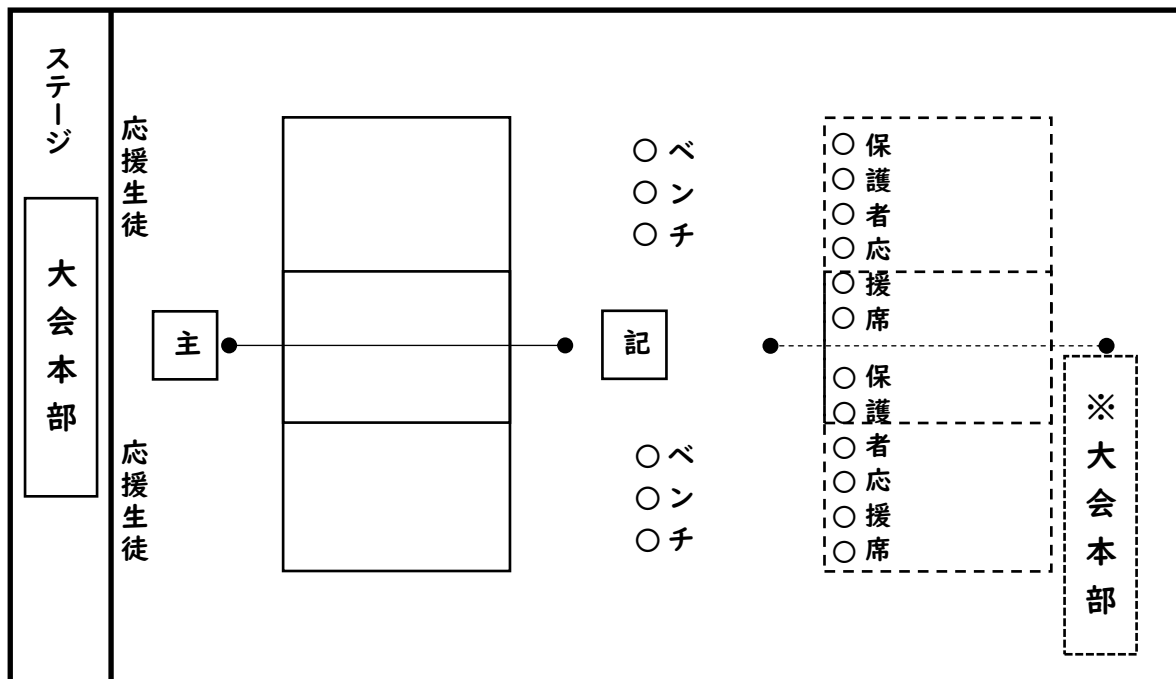 ステージ
大会本部
応援生徒
応援生徒
主
○ベ
○ン
○チ
記
○ベ
○ン
○チ
○保
○護
○者
○応
○援
○席
○保
○護
○者
○応
○援
○席
※大会本部